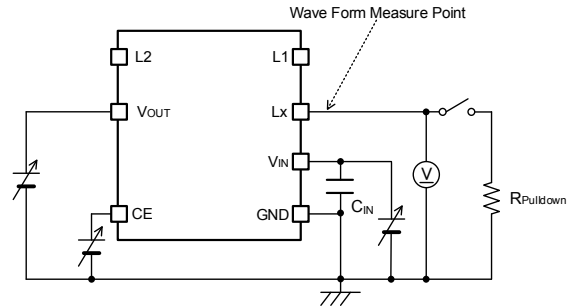 Wave Form Measure Point
L2 L1
VOUT Lx
VIN
V
CE GND CIN
RPulldown